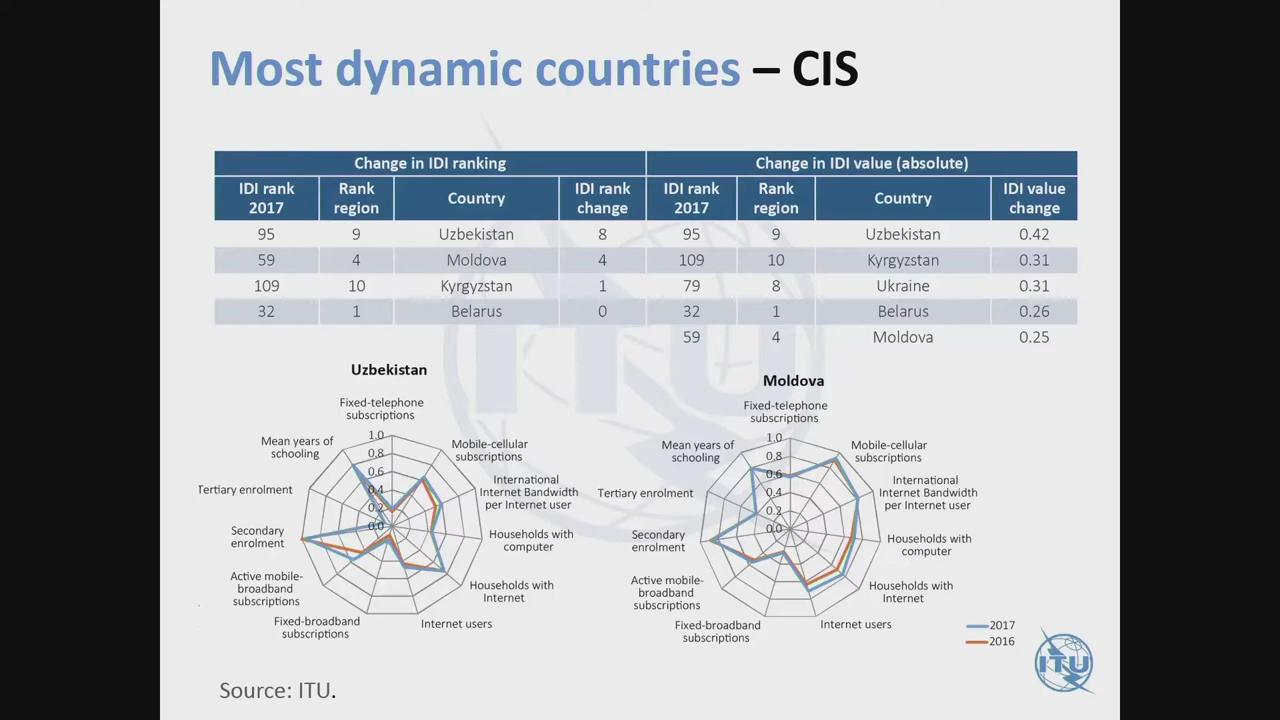 Most dynamic countries – CIS
Change in IDI ranking Change in IDI value (absolute)
IDI rank 2017 Rank region Country IDI rank change IDI rank 2017 Rank region Country IDI value change
95 9 Uzbekistan 8 95 9 Uzbekistan 0.42
59 4 Moldova 4 109 10 Kyrgyzstan 0.31
109 10 Kyrgyzstan 1 79 8 Ukraine 0.31
32 1 Belarus 0 32 1 Belarus 0.26
59 4 Moldova 0.25
Uzbekistan
Fixed-telephone
subscriptions
Mobile-cellular
subscriptions
International
Internet Bandwidth
per Internet user
Households with
computer
Households with
Internet
Internet users
Fixed-broadband
subscriptions
Active mobile-
broadband
subscriptions
Secondary
enrolment
Tertiary enrolment
Mean years of
schooling
1.0
0.8
0.6
0.4
0.2
0.0
Moldova
Fixed-telephone
subscriptions
Mobile-cellular
subscriptions
International
Internet Bandwidth
per Internet user
Households with
computer
Households with
Internet
Internet users
Fixed-broadband
subscriptions
Active mobile-
broadband
subscriptions
Secondary
enrolment
Tertiary enrolment
Mean years of
schooling
1.0
0.8
0.6
0.4
0.2
0.0
2017
2016
ITU
Source: ITU.